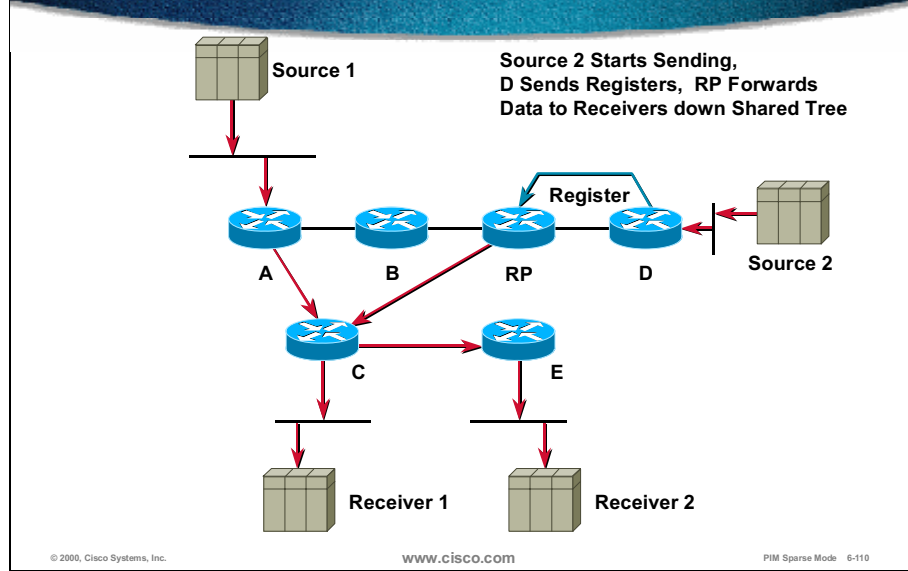 Source 1
Source 2 Starts Sending,
D Sends Registers,  RP Forwards
Data to Receivers down Shared Tree
Register
A
B
RP
D
Source 2
C
E
Receiver 1
Receiver 2
© 2000, Cisco Systems, Inc.
www.cisco.com
PIM Sparse Mode   6-110